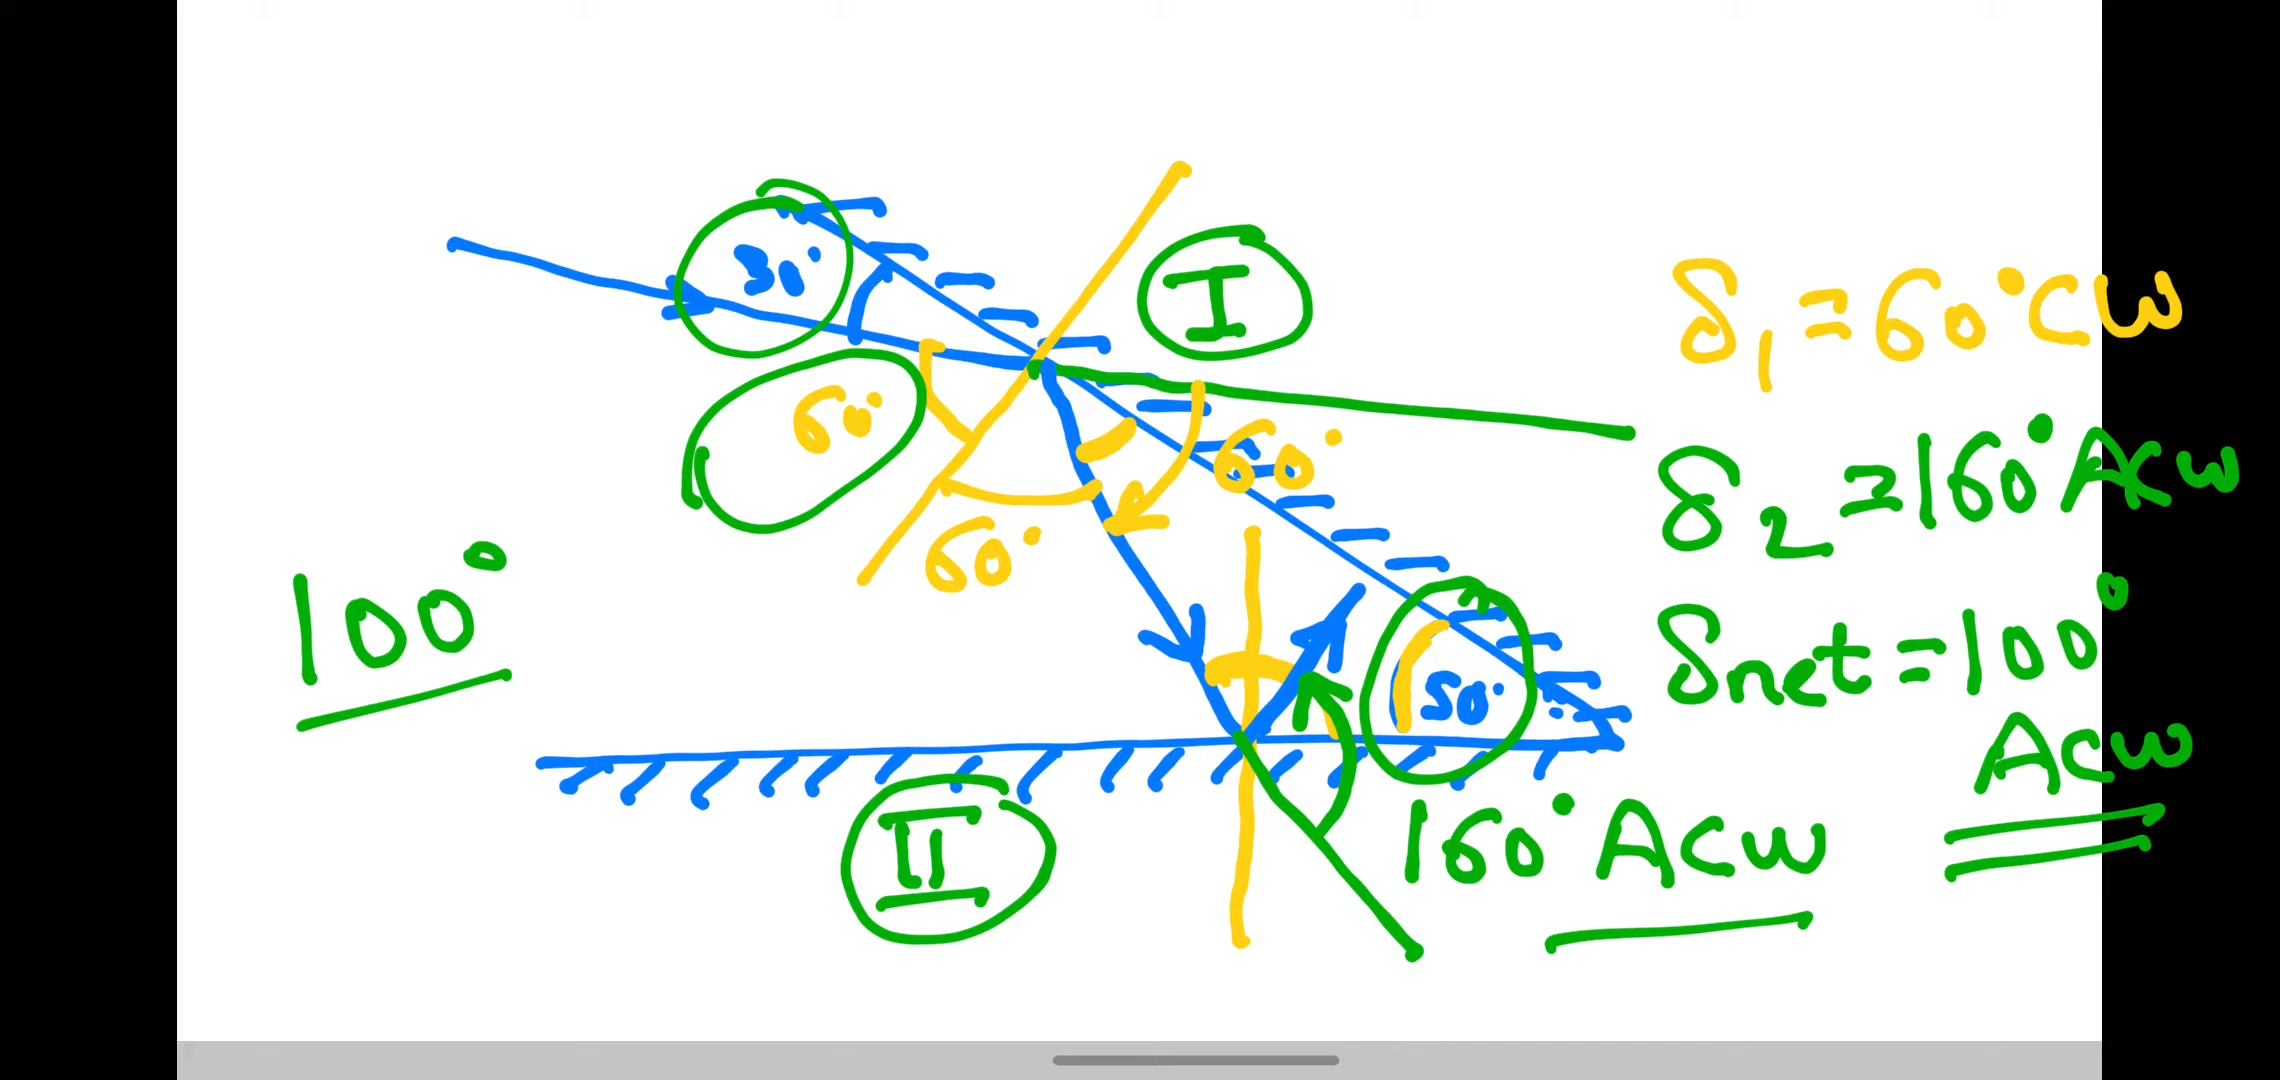 30°
I
δ₁ = 60° CW
60°
60°
δ₂ = 160° ACW
60°
100°
δnet = 100°
ACW
50°
II
160° ACW